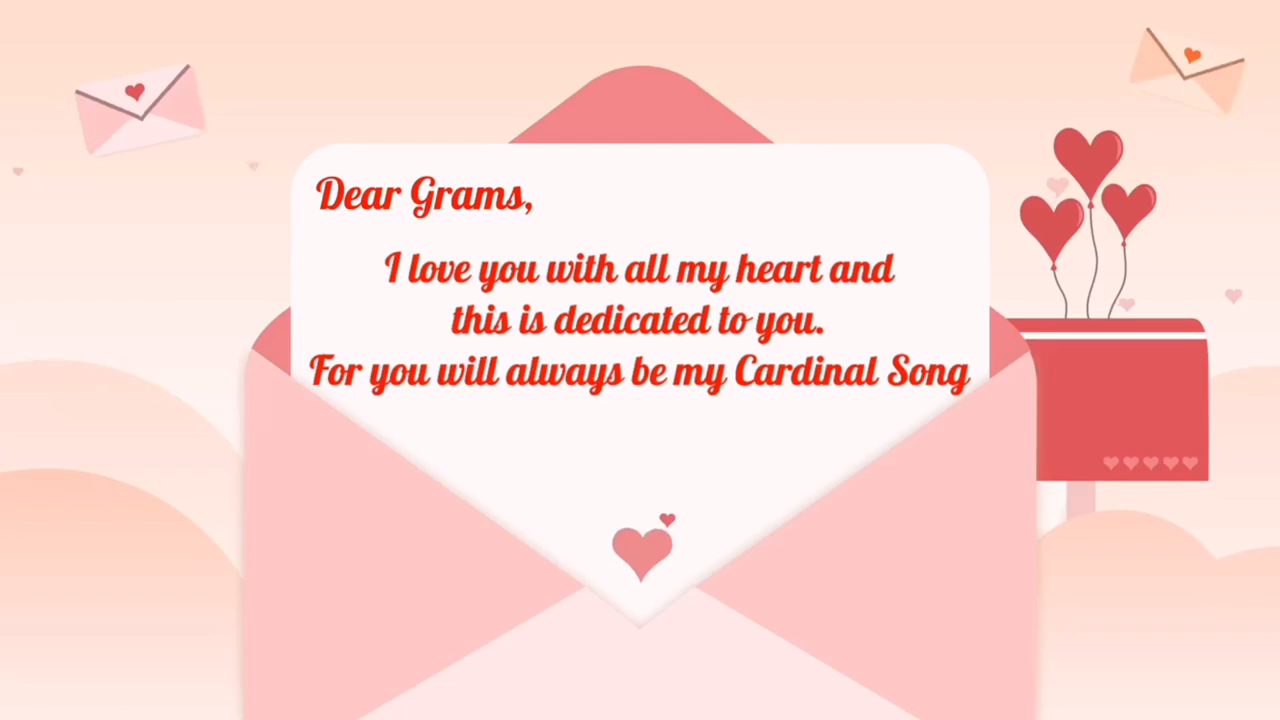 Dear Grams,
I love you with all my heart and
this is dedicated to you.
For you will always be my Cardinal Song